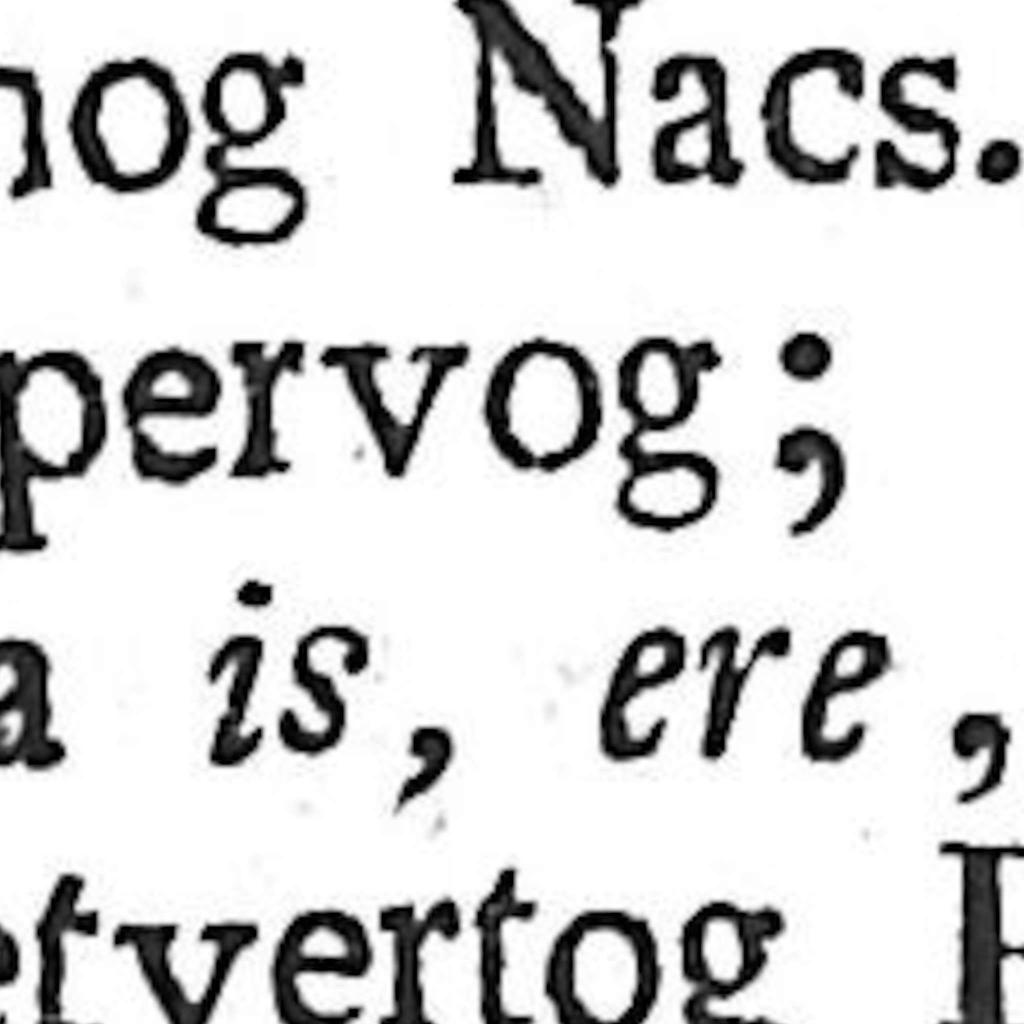 nog Nacs.
pervog;
a is, ere,
etvertog